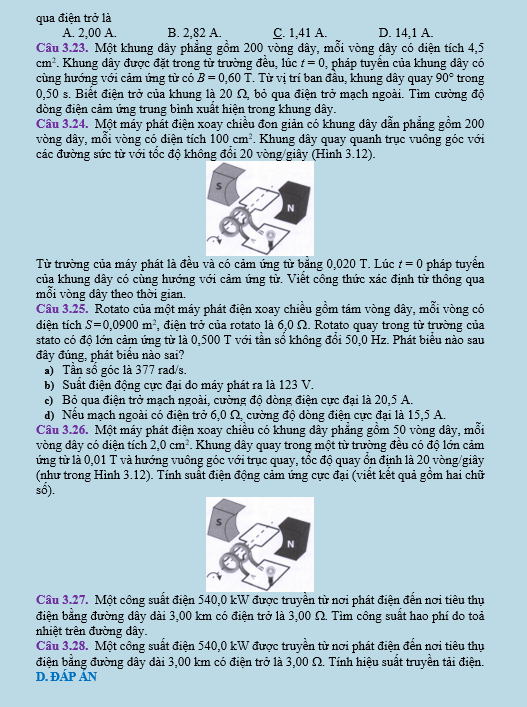 qua điện trở là
A. 2,00 A. B. 2,82 A. C. 1,41 A. D. 14,1 A.
Câu 3.23. Một khung dây phẳng gồm 200 vòng dây, mỗi vòng dây có diện tích 4,5
cm². Khung dây được đặt trong từ trường đều, lúc t = 0, pháp tuyến của khung dây có
cùng hướng với cảm ứng từ có B = 0,60 T. Từ vị trí ban đầu, khung dây quay 90° trong
0,50 s. Biết điện trở của khung là 20 Ω, bỏ qua điện trở mạch ngoài. Tìm cường độ
dòng điện cảm ứng trung bình xuất hiện trong khung dây.
Câu 3.24. Một máy phát điện xoay chiều đơn giản có khung dây dẫn phẳng gồm 200
vòng dây, mỗi vòng có diện tích 100 cm². Khung dây quay quanh trục vuông góc với
các đường sức từ với tốc độ không đổi 20 vòng/giây (Hình 3.12).
S
N
Từ trường của máy phát là đều và có cảm ứng từ bằng 0,020 T. Lúc t = 0 pháp tuyến
của khung dây có cùng hướng với cảm ứng từ. Viết công thức xác định từ thông qua
mỗi vòng dây theo thời gian.
Câu 3.25. Rotato của một máy phát điện xoay chiều gồm tám vòng dây, mỗi vòng có
diện tích S=0,0900 m², điện trở của rotato là 6,0 Ω. Rotato quay trong từ trường của
stato có độ lớn cảm ứng từ là 0,500 T với tần số không đổi 50,0 Hz. Phát biểu nào sau
đây đúng, phát biểu nào sai?
a) Tần số góc là 377 rad/s.
b) Suất điện động cực đại do máy phát ra là 123 V.
c) Bỏ qua điện trở mạch ngoài, cường độ dòng điện cực đại là 20,5 A.
d) Nếu mạch ngoài có điện trở 6,0 Ω, cường độ dòng điện cực đại là 15,5 A.
Câu 3.26. Một máy phát điện xoay chiều có khung dây phẳng gồm 50 vòng dây, mỗi
vòng dây có diện tích 2,0 cm². Khung dây quay trong một từ trường đều có độ lớn cảm
ứng từ là 0,01 T và hướng vuông góc với trục quay, tốc độ quay ổn định là 20 vòng/giây
(như trong Hình 3.12). Tính suất điện động cảm ứng cực đại (viết kết quả gồm hai chữ
số).
S
N
Câu 3.27. Một công suất điện 540,0 kW được truyền từ nơi phát điện đến nơi tiêu thụ
điện bằng đường dây dài 3,00 km có điện trở là 3,00 Ω. Tìm công suất hao phí do toả
nhiệt trên đường dây.
Câu 3.28. Một công suất điện 540,0 kW được truyền từ nơi phát điện đến nơi tiêu thụ
điện bằng đường dây dài 3,00 km có điện trở là 3,00 Ω. Tính hiệu suất truyền tải điện.
D. ĐÁP ÁN